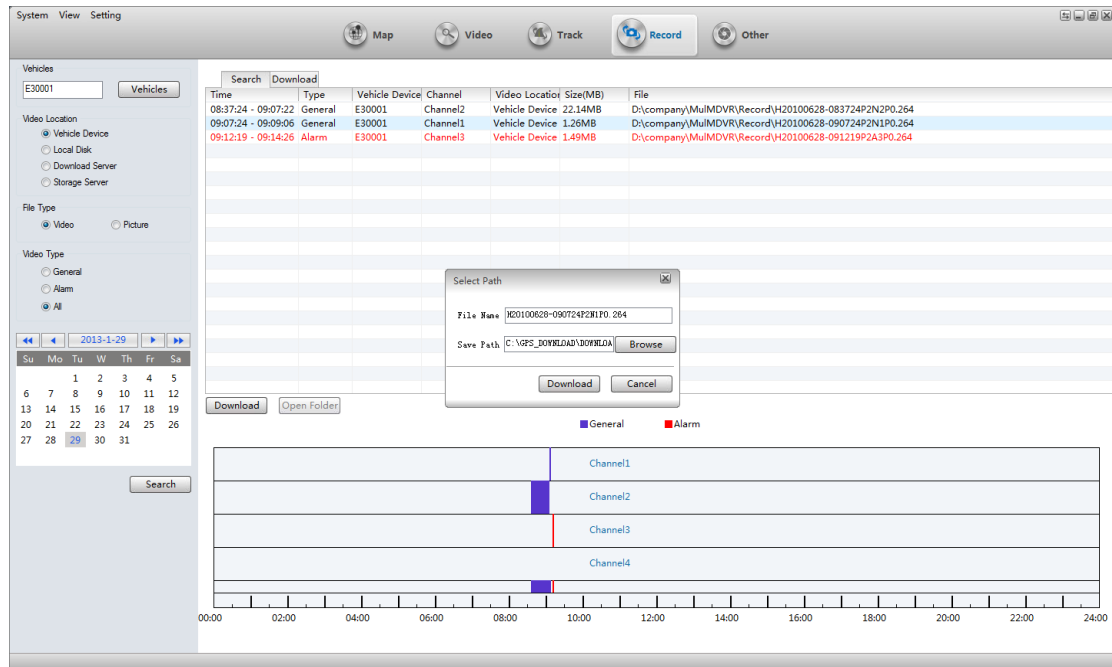 System View Setting
Map Video Track Record Other
Vehicles
E30001 Vehicles
Video Location
Vehicle Device
Local Disk
Download Server
Storage Server
File Type
Video Picture
Video Type
General
Alarm
All
2013-1-29
Su Mo Tu W Th Fr Sa
1 2 3 4 5
6 7 8 9 10 11 12
13 14 15 16 17 18 19
20 21 22 23 24 25 26
27 28 29 30 31
Search
Search Download
Time Type Vehicle Device Channel Video Location Size(MB) File
08:37:24 - 09:07:22 General E30001 Channel2 Vehicle Device 22.14MB D:\company\MulMDVR\Record\H20100628-083724P2N2P0.264
09:07:24 - 09:09:06 General E30001 Channel1 Vehicle Device 1.26MB D:\company\MulMDVR\Record\H20100628-090724P2N1P0.264
09:12:19 - 09:14:26 Alarm E30001 Channel3 Vehicle Device 1.49MB D:\company\MulMDVR\Record\H20100628-091219P2A3P0.264
Select Path
File Name H20100628-090724P2N1P0.264
Save Path C:\GPS_DOWNLOAD\DOWNLOA Browse
Download Cancel
Download Open Folder
General Alarm
Channel1
Channel2
Channel3
Channel4
00:00 02:00 04:00 06:00 08:00 10:00 12:00 14:00 16:00 18:00 20:00 22:00 24:00